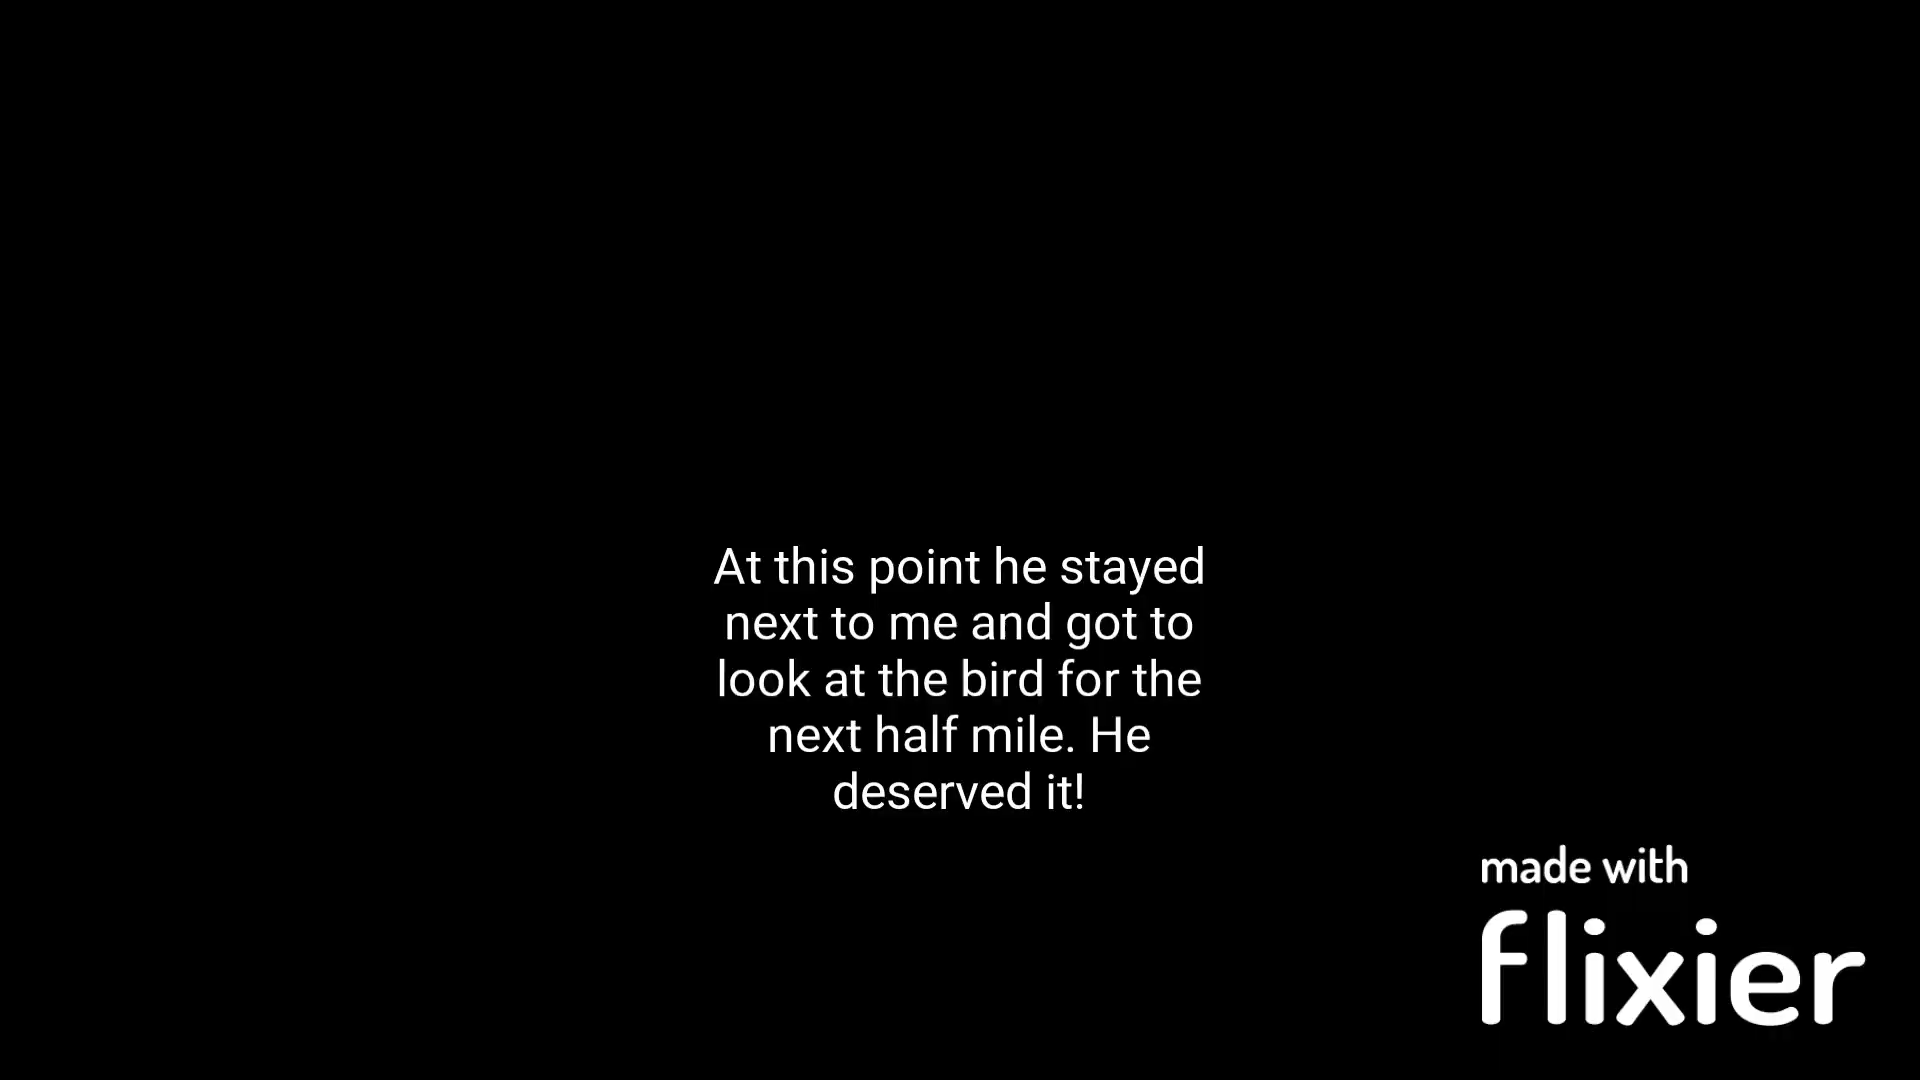 At this point he stayed
next to me and got to
look at the bird for the
next half mile. He
deserved it!
made with
flixier